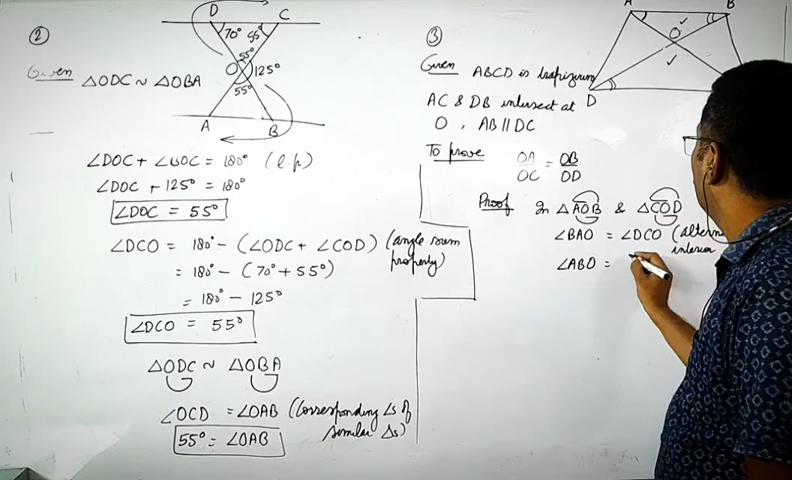 ②
D C
70° 55°
55°
O 125°
55°
A B
Given △ODC ~ △OBA
∠DOC + ∠BOC = 180° (l.p)
∠DOC + 125° = 180°
∠DOC = 55°
∠DCO = 180° - (∠ODC + ∠COD) (angle sum property)
= 180° - (70° + 55°)
= 180° - 125°
∠DCO = 55°
△ODC ~ △OBA
∠OCD = ∠OAB (Corresponding ∠s of similar △s)
55° = ∠OAB
③
A B
O
D
Given ABCD is trapizium
AC & DB intersect at
O , AB||DC
To prove OA/OC = OB/OD
Proof In △AOB & △COD
∠BAO = ∠DCO (altern
interior
∠ABO =